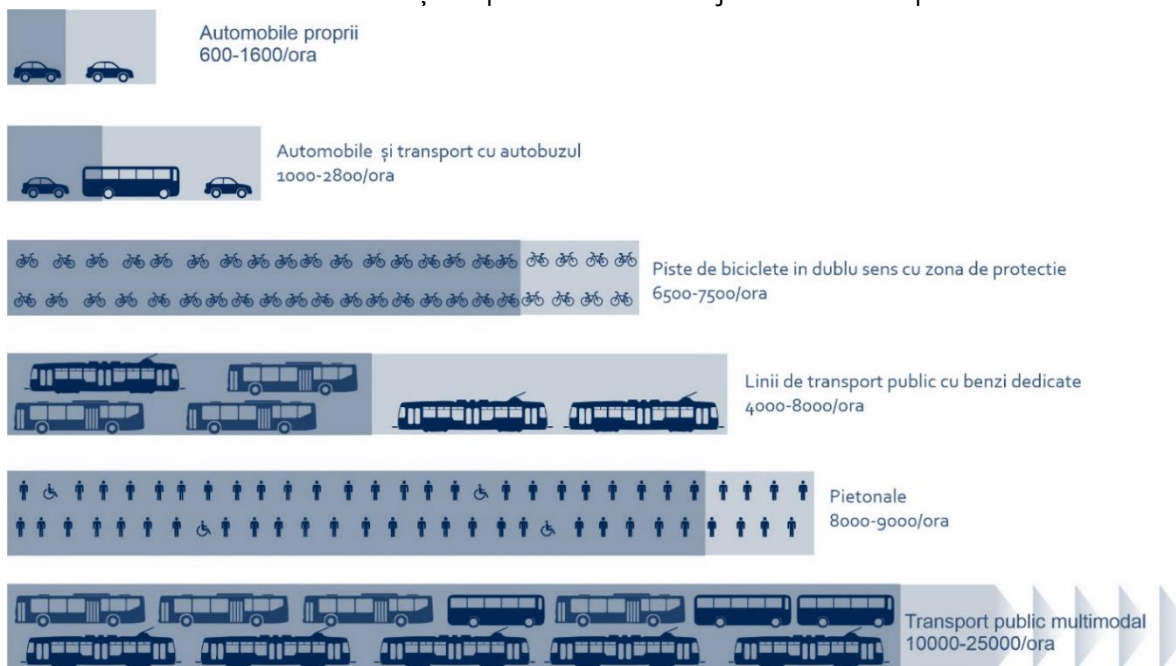 Automobile proprii
600-1600/ora
Automobile și transport cu autobuzul
1000-2800/ora
Piste de biciclete in dublu sens cu zona de protectie
6500-7500/ora
Linii de transport public cu benzi dedicate
4000-8000/ora
Pietonale
8000-9000/ora
Transport public multimodal
10000-25000/ora